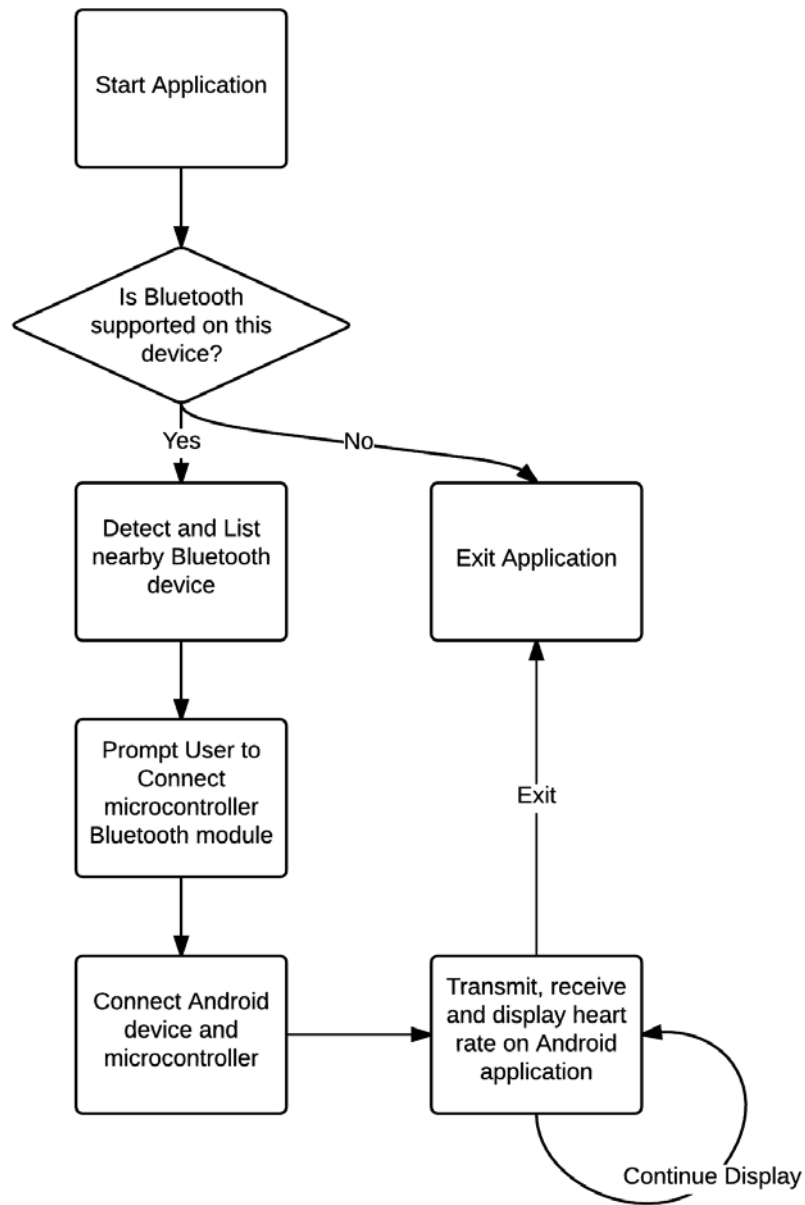 Start Application
Is Bluetooth
supported on this
device?
Yes
No
Detect and List
nearby Bluetooth
device
Exit Application
Prompt User to
Connect
microcontroller
Bluetooth module
Exit
Connect Android
device and
microcontroller
Transmit, receive
and display heart
rate on Android
application
Continue Display